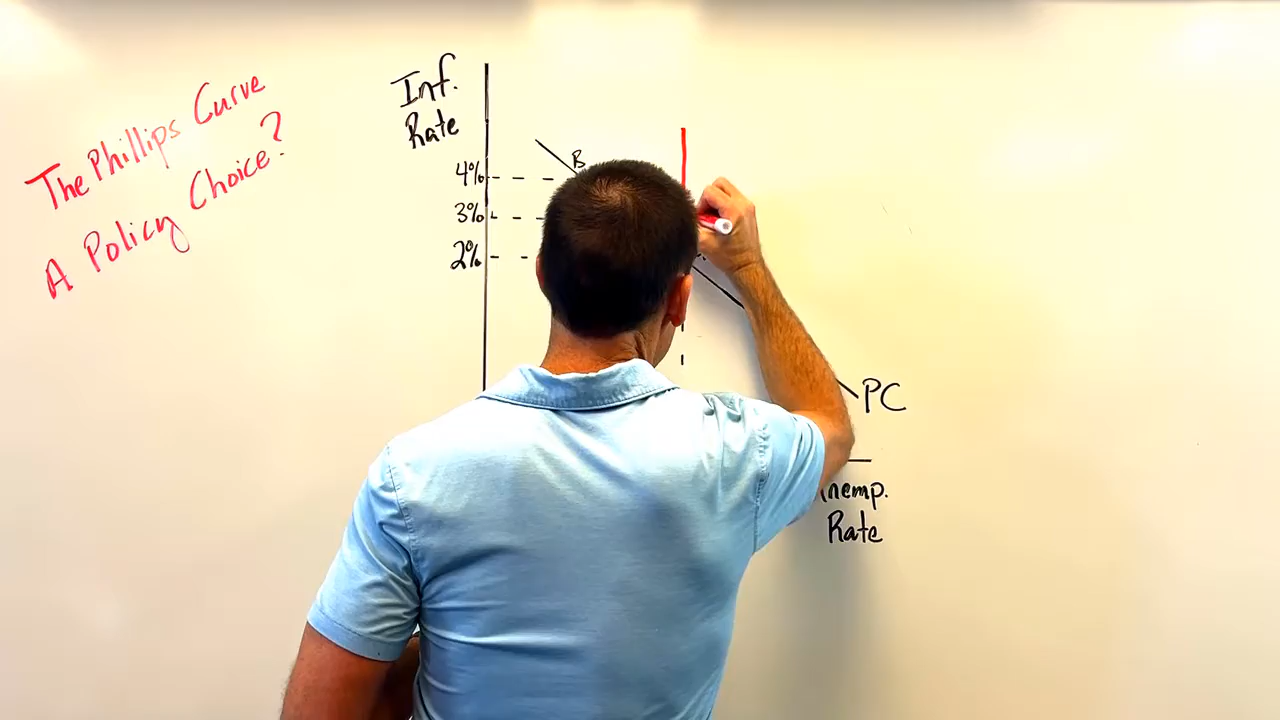 The Phillips Curve
A Policy Choice?
Inf.
Rate
B
4%
3%
2%
PC
Rate